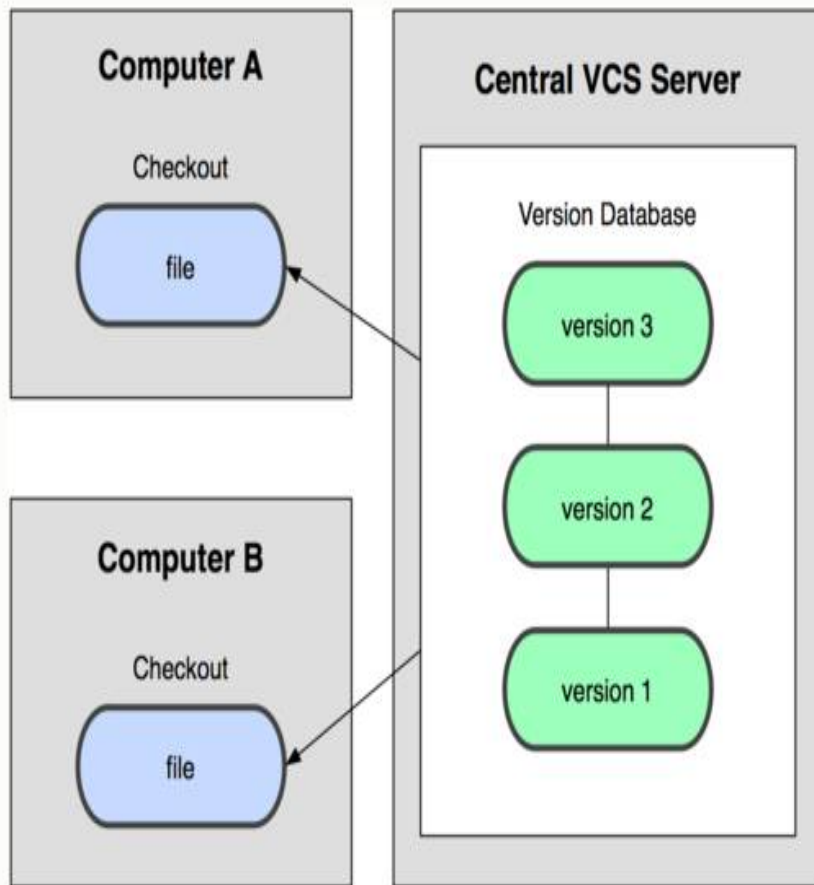 Computer A
Checkout
file
Computer B
Checkout
file
Central VCS Server
Version Database
version 3
version 2
version 1